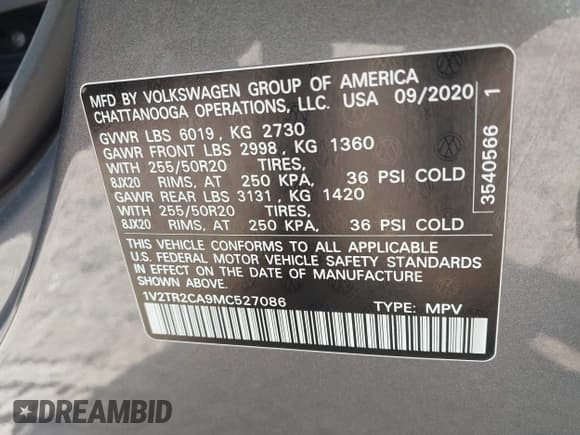 MFD BY VOLKSWAGEN GROUP OF AMERICA
CHATTANOOGA OPERATIONS, LLC. USA 09/2020
GVWR LBS 6019 , KG 2730
GAWR FRONT LBS 2998 , KG 1360
WITH 255/50R20 TIRES,
8JX20 RIMS, AT 250 KPA, 36 PSI COLD
GAWR REAR LBS 3131 , KG 1420
WITH 255/50R20 TIRES,
8JX20 RIMS, AT 250 KPA, 36 PSI COLD
THIS VEHICLE CONFORMS TO ALL APPLICABLE
U.S. FEDERAL MOTOR VEHICLE SAFETY STANDARDS
IN EFFECT ON THE DATE OF MANUFACTURE
SHOWN ABOVE.
1V2TR2CA9MC527086 TYPE: MPV
3540566 1
DREAMBID